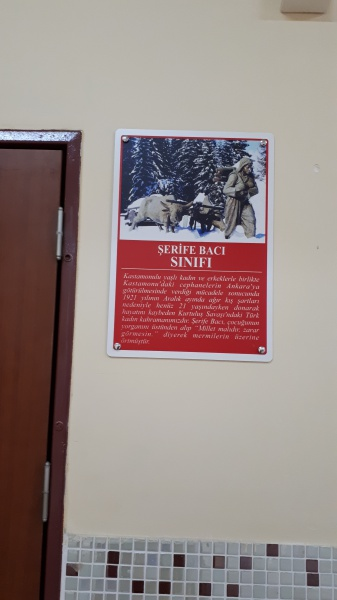 ŞERİFE BACI
SINIFI
Kastamonulu yaşlı kadın ve erkeklerle birlikte
Kastamonu'daki cephanelerin Ankara'ya
götürülmesinde verdiği mücadele sonucunda
1921 yılının Aralık ayında ağır kış şartları
nedeniyle henüz 21 yaşındayken donarak
hayatını kaybeden Kurtuluş Savaşı'ndaki Türk
kadın kahramanımızdır. Şerife Bacı, çocuğunun
yorganını üstünden alıp "Millet malıdır, zarar
görmesin." diyerek mermilerin üzerine
örtmüştür.